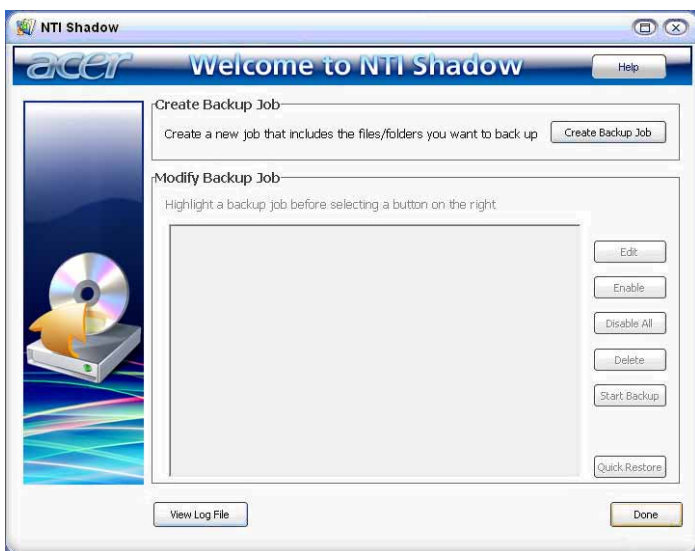 NTI Shadow
acer Welcome to NTI Shadow Help
Create Backup Job
Create a new job that includes the files/folders you want to back up Create Backup Job
Modify Backup Job
Highlight a backup job before selecting a button on the right
Edit
Enable
Disable All
Delete
Start Backup
Quick Restore
View Log File Done